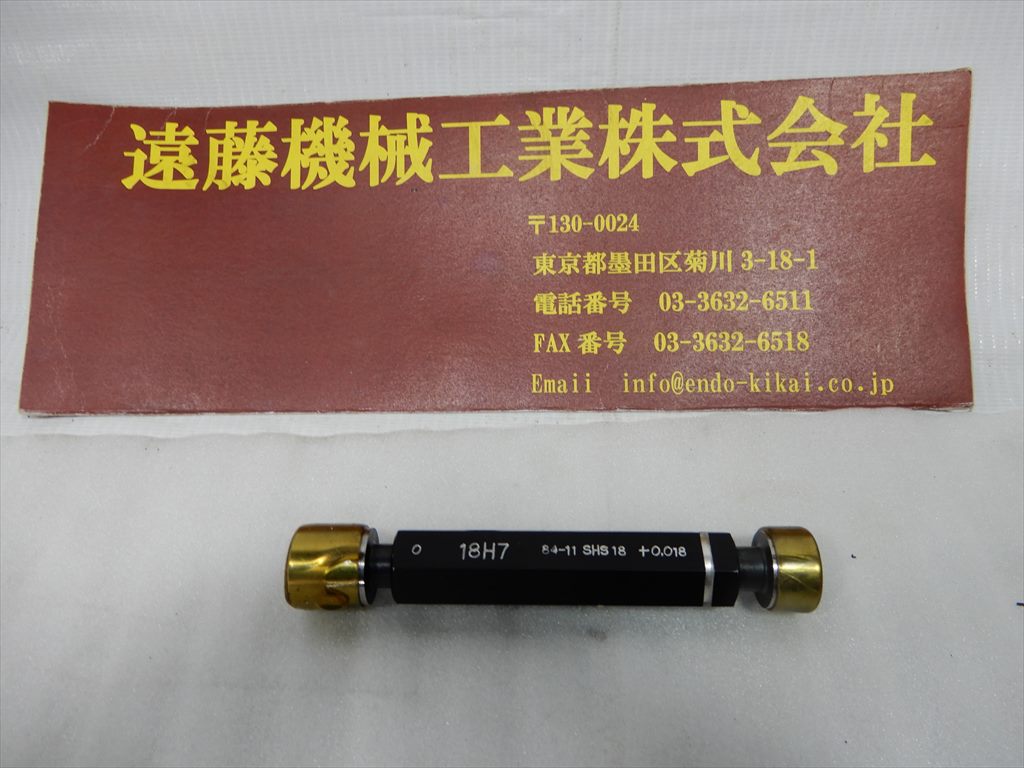 遠藤機械工業株式会社
〒130-0024
東京都墨田区菊川 3-18-1
電話番号 03-3632-6511
FAX 番号 03-3632-6518
Emaii info@endo-kikai.co.jp
0 18H7 84-11 SHS 18 +0.018